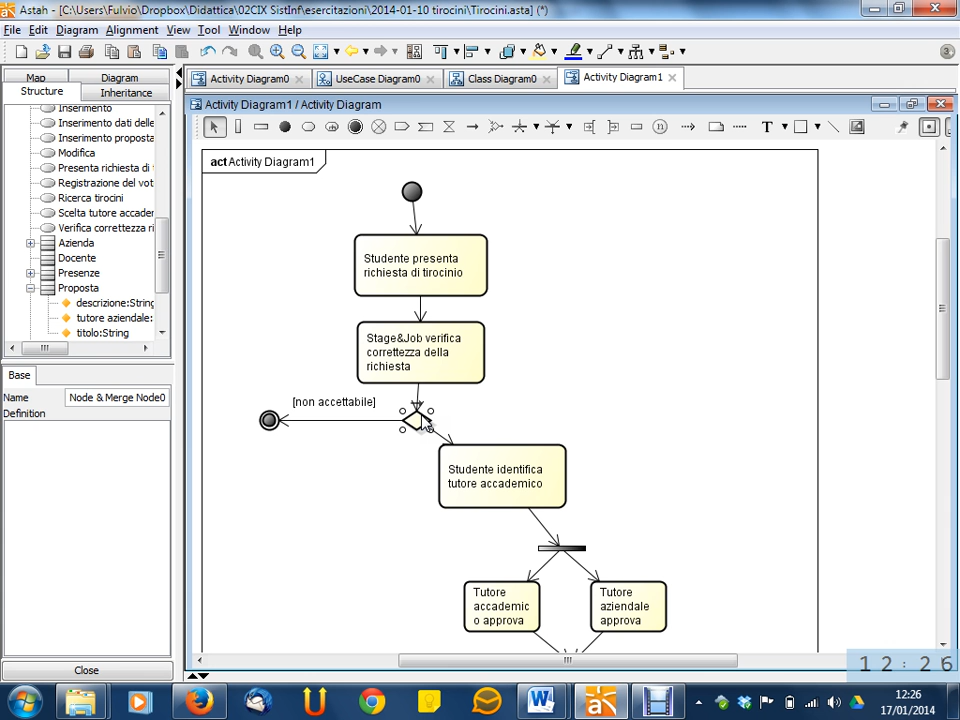 Astah - [C:\Users\Fulvio\Dropbox\Didattica\02CIX SistInf\esercitazioni\2014-01-10 tirocini\Tirocini.asta] (*)
File Edit Diagram Alignment View Tool Window Help
3
Map Diagram
Structure Inheritance
Activity Diagram0 UseCase Diagram0 Class Diagram0 Activity Diagram1
Activity Diagram1 / Activity Diagram
T
Inserimento
Inserimento dati delle
Inserimento proposta
Modifica
Presenta richiesta di
Registrazione del vot
Ricerca tirocini
Scelta tutore accader
Verifica correttezza ri
Azienda
Docente
Presenze
Proposta
descrizione:String
tutore aziendale:
titolo:String
Base
Name Node & Merge Node0
Definition
Close
act Activity Diagram1
Studente presenta
richiesta di tirocinio
Stage&Job verifica
correttezza della
richiesta
[non accettabile]
Studente identifica
tutore accademico
Tutore
accademic
o approva
Tutore
aziendale
approva
12:26
12:26
17/01/2014